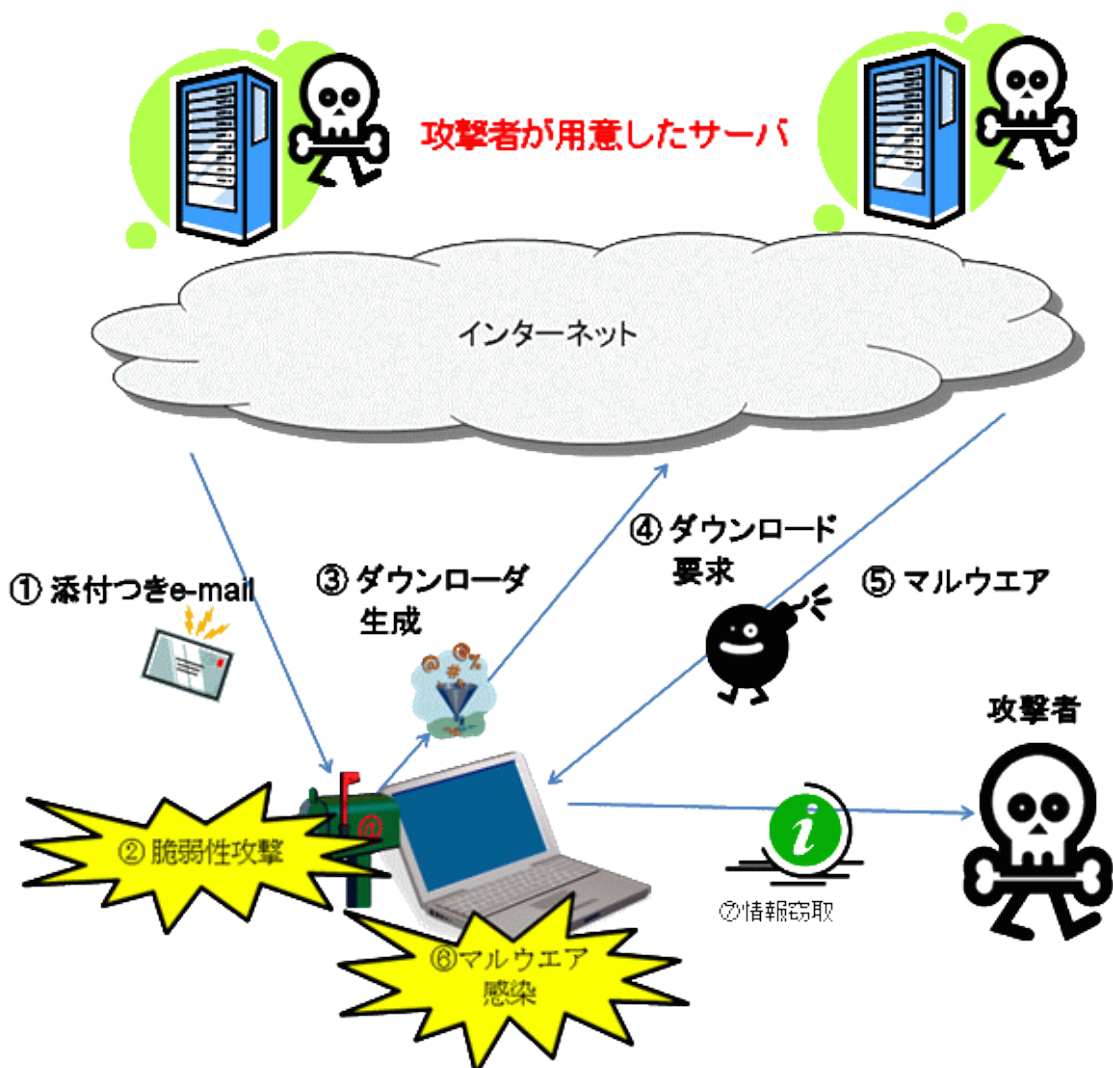 攻撃者が用意したサーバ
インターネット
① 添付つきe-mail
② 脆弱性攻撃
③ ダウンローダ
生成
④ ダウンロード
要求
⑤ マルウエア
⑥マルウエア
感染
⑦情報窃取
攻撃者